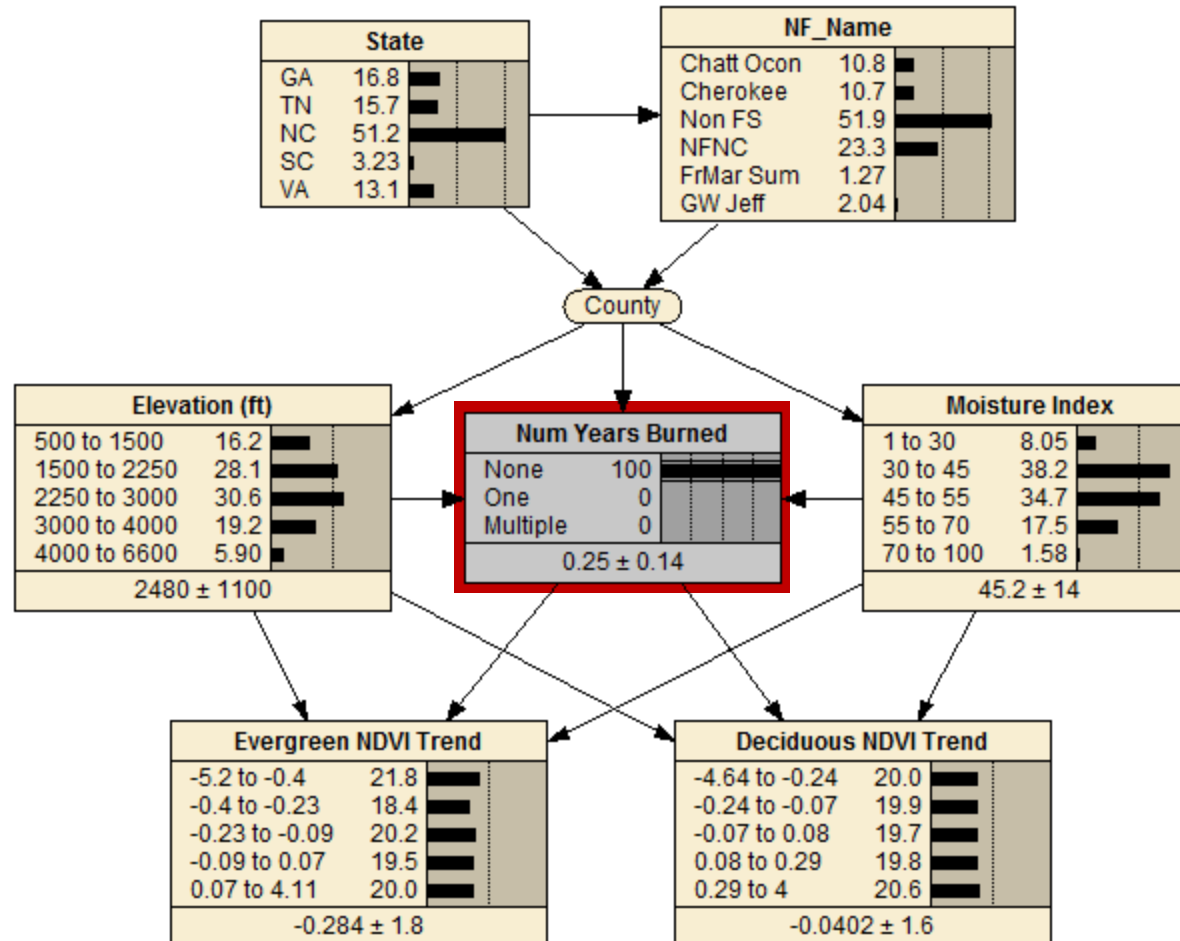 State
GA 16.8
TN 15.7
NC 51.2
SC 3.23
VA 13.1
NF_Name
Chatt Ocon 10.8
Cherokee 10.7
Non FS 51.9
NFNC 23.3
FrMar Sum 1.27
GW Jeff 2.04
County
Elevation (ft)
500 to 1500 16.2
1500 to 2250 28.1
2250 to 3000 30.6
3000 to 4000 19.2
4000 to 6600 5.90
2480 ± 1100
Num Years Burned
None 100
One 0
Multiple 0
0.25 ± 0.14
Moisture Index
1 to 30 8.05
30 to 45 38.2
45 to 55 34.7
55 to 70 17.5
70 to 100 1.58
45.2 ± 14
Evergreen NDVI Trend
-5.2 to -0.4 21.8
-0.4 to -0.23 18.4
-0.23 to -0.09 20.2
-0.09 to 0.07 19.5
0.07 to 4.11 20.0
-0.284 ± 1.8
Deciduous NDVI Trend
-4.64 to -0.24 20.0
-0.24 to -0.07 19.9
-0.07 to 0.08 19.7
0.08 to 0.29 19.8
0.29 to 4 20.6
-0.0402 ± 1.6